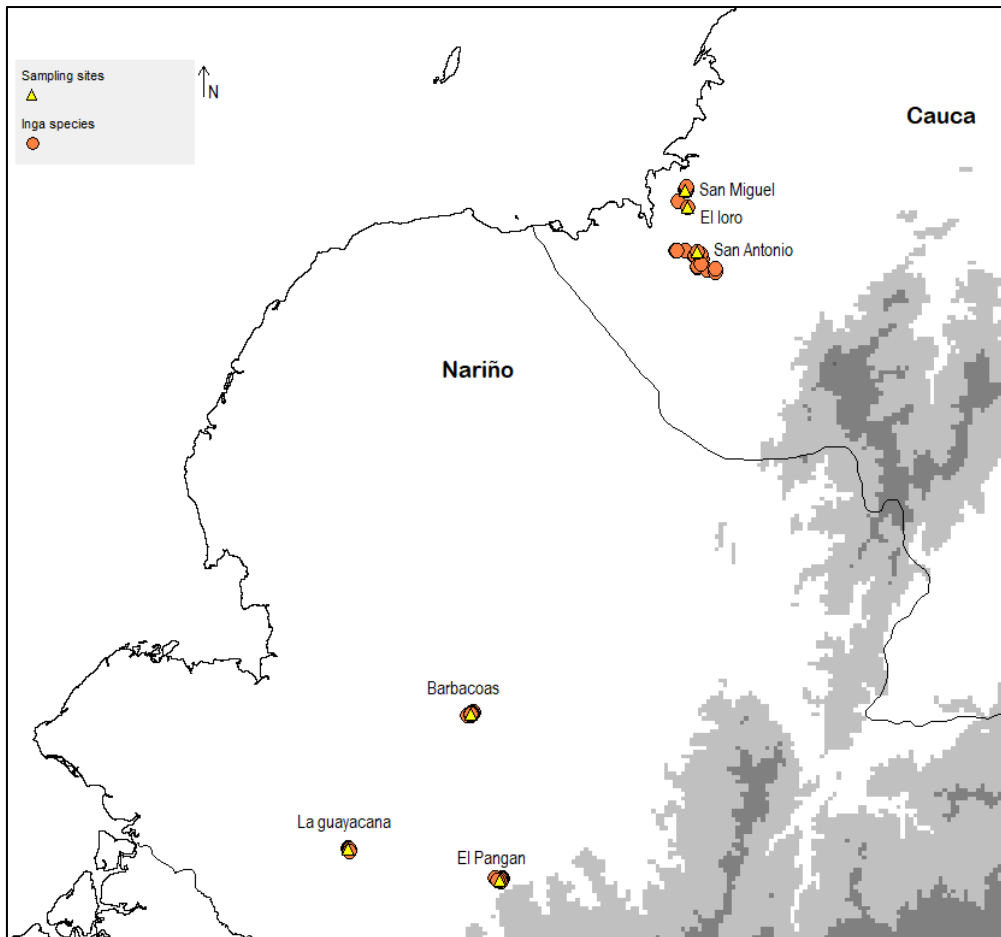 Sampling sites
N
Inga species
Cauca
San Miguel
El loro
San Antonio
Nariño
Barbacoas
La guayacana
El Pangan